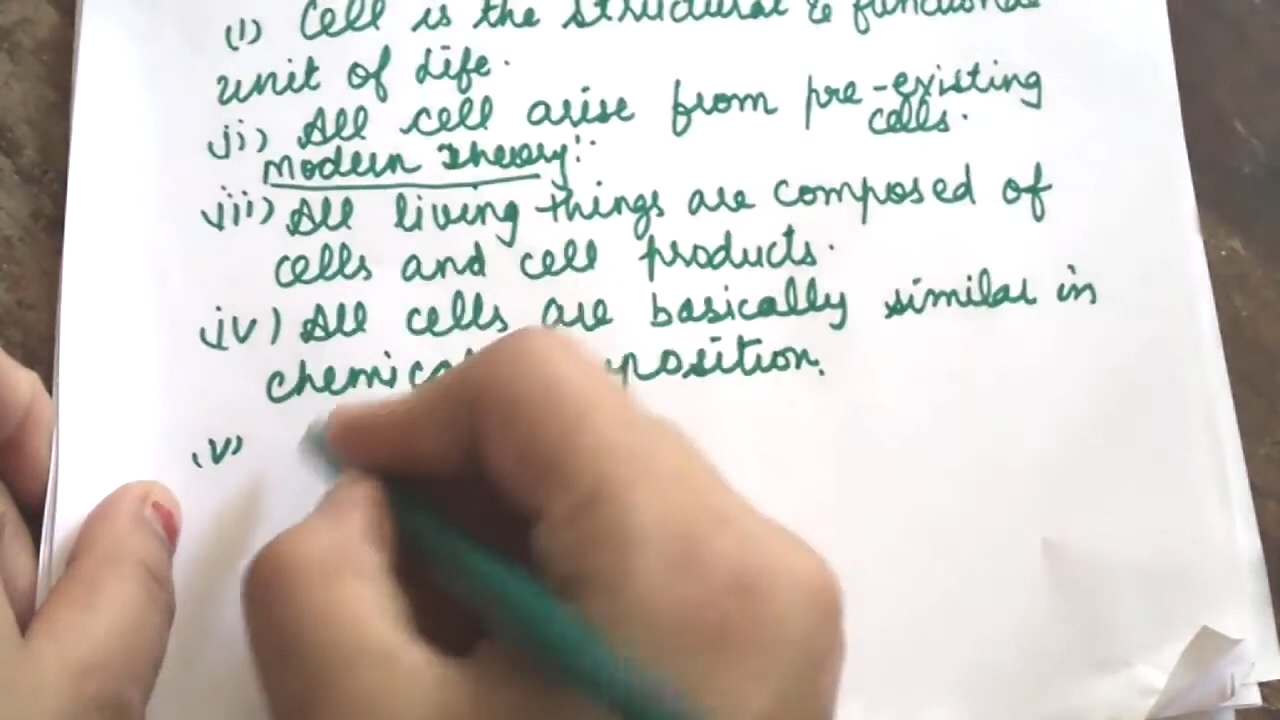 (i) Cell is the structural & functional
unit of life.
ii) All cell arise from pre-existing
cells.
Modern Theory:
iii) All living things are composed of
cells and cell products.
iv) All cells are basically similar in
(v)